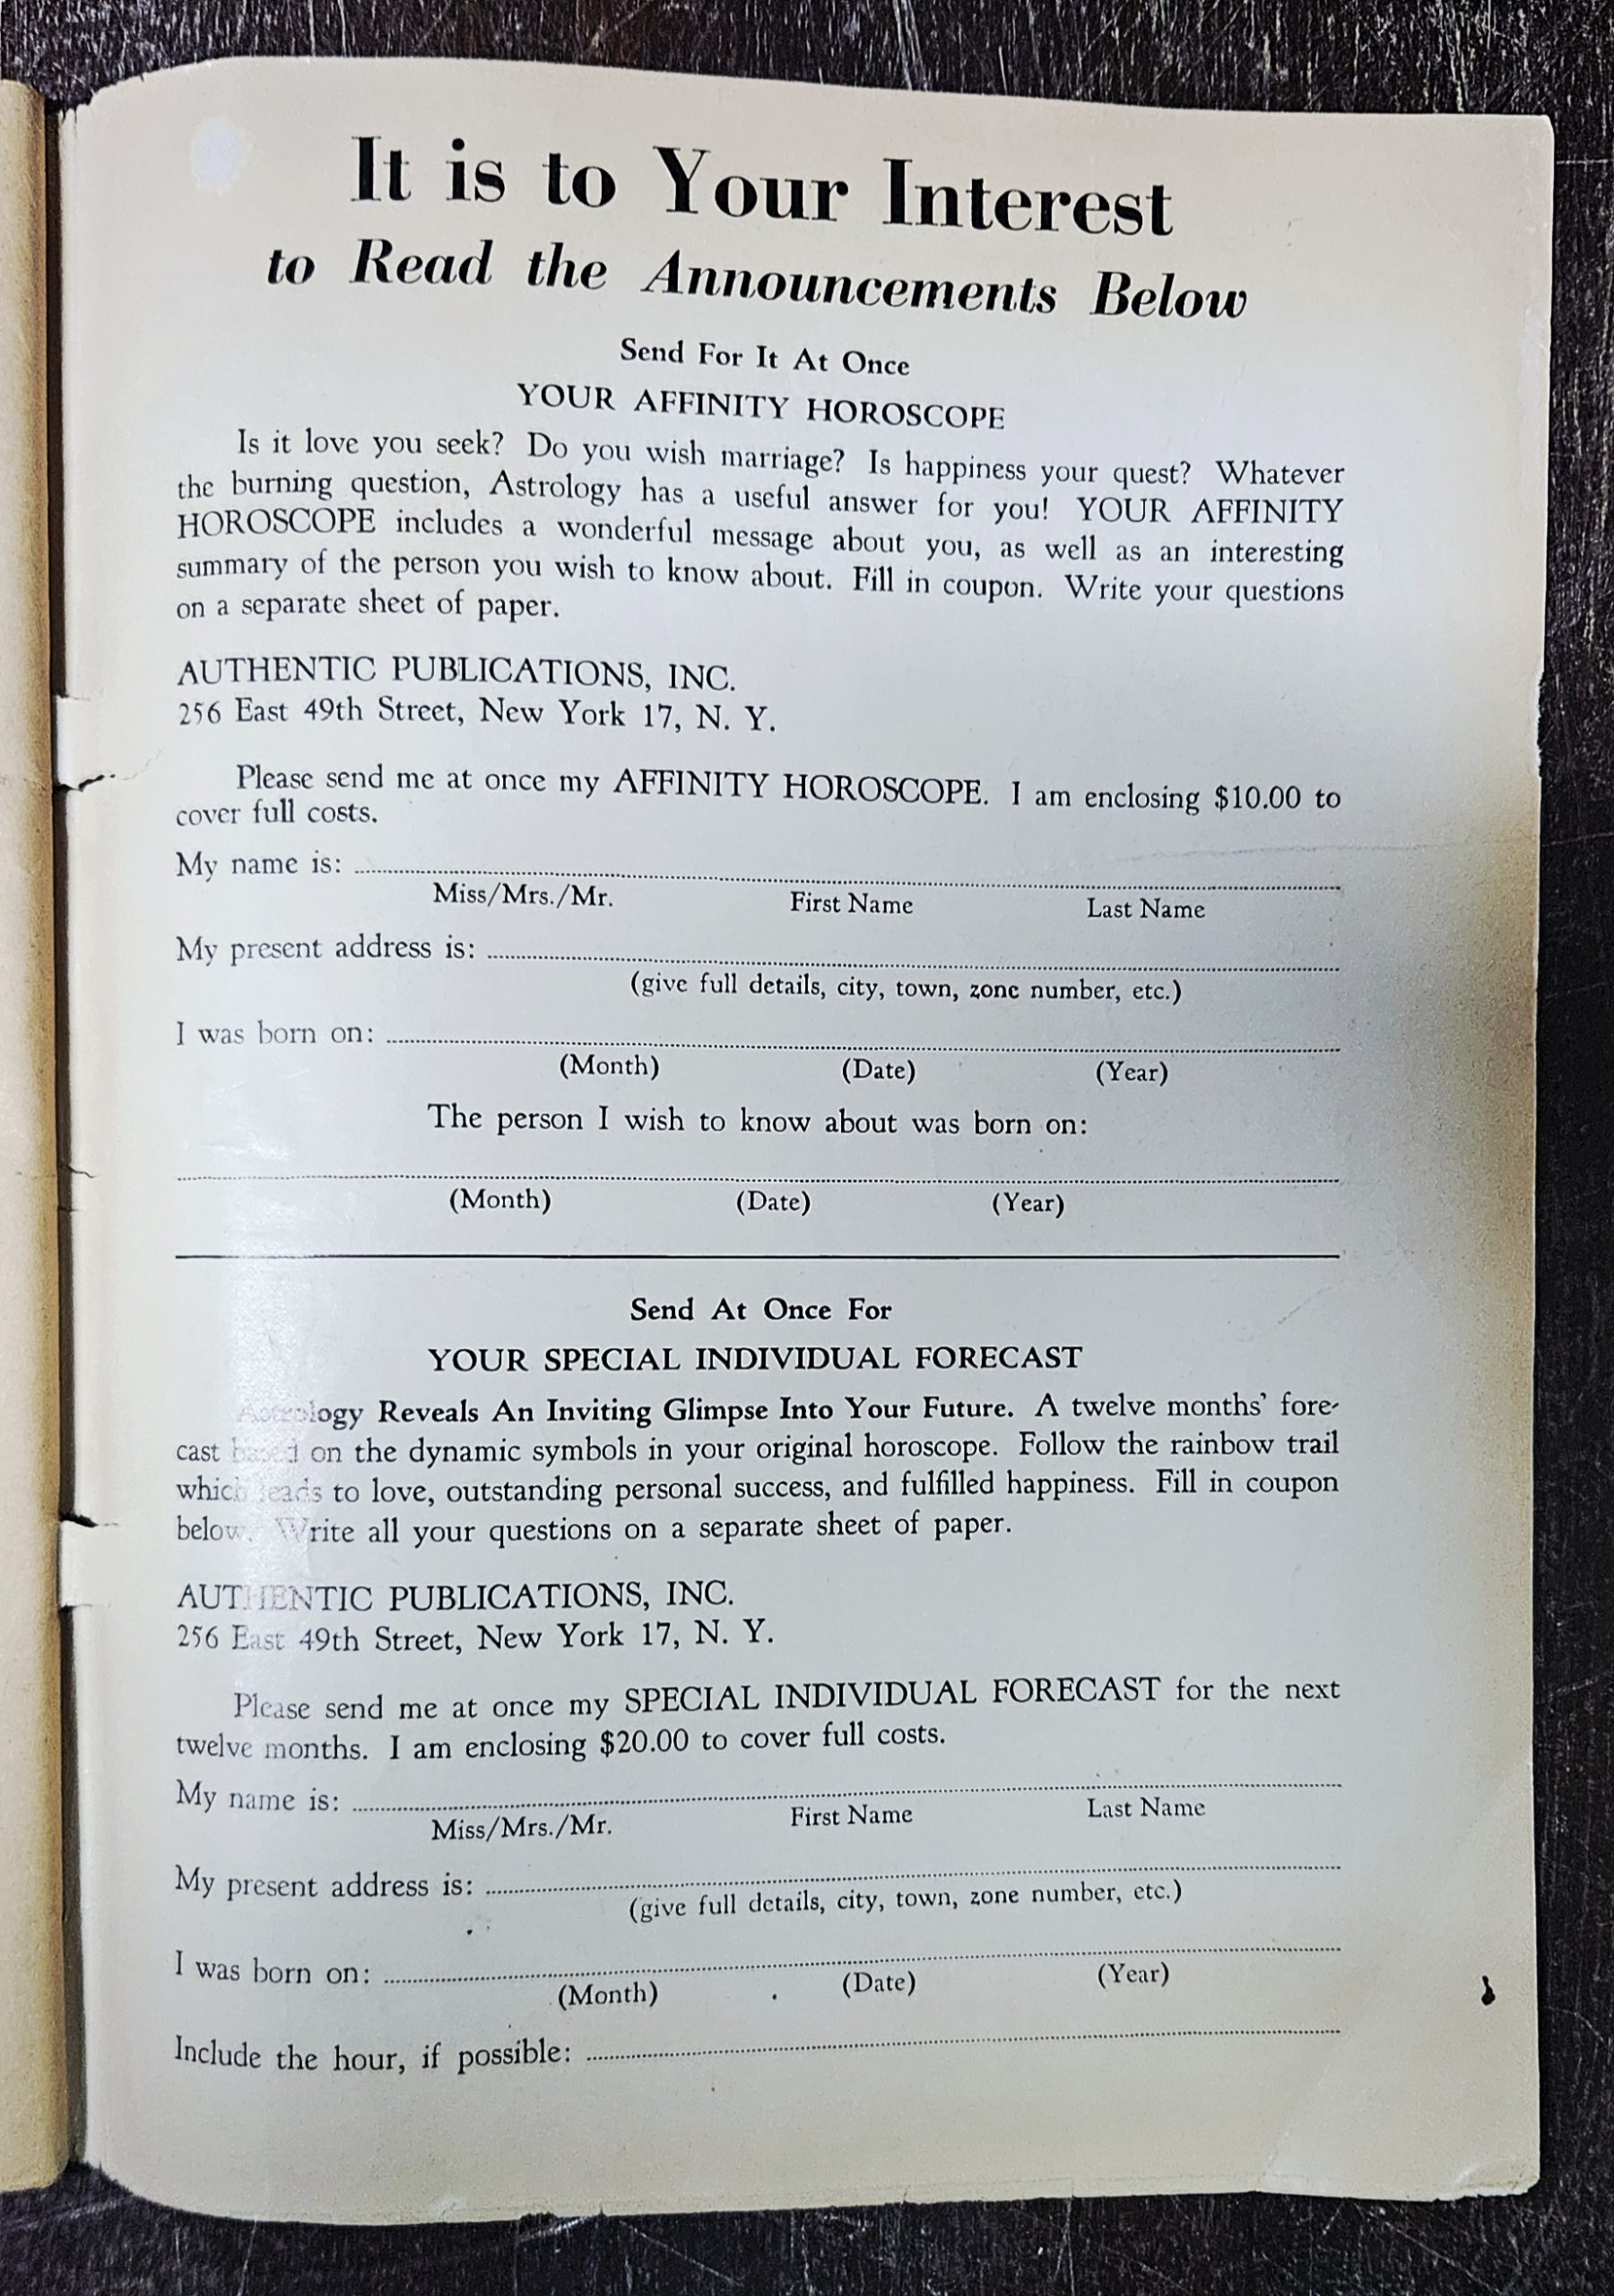 It is to Your Interest
to Read the Announcements Below
Send For It At Once
YOUR AFFINITY HOROSCOPE
Is it love you seek? Do you wish marriage? Is happiness your quest? Whatever
the burning question, Astrology has a useful answer for you! YOUR AFFINITY
HOROSCOPE includes a wonderful message about you, as well as an interesting
summary of the person you wish to know about. Fill in coupon. Write your questions
on a separate sheet of paper.
AUTHENTIC PUBLICATIONS, INC.
256 East 49th Street, New York 17, N. Y.
Please send me at once my AFFINITY HOROSCOPE. I am enclosing $10.00 to
cover full costs.
My name is:
Miss/Mrs./Mr. First Name Last Name
My present address is:
(give full details, city, town, zone number, etc.)
I was born on:
(Month) (Date) (Year)
The person I wish to know about was born on:
(Month) (Date) (Year)
Send At Once For
YOUR SPECIAL INDIVIDUAL FORECAST
Astrology Reveals An Inviting Glimpse Into Your Future. A twelve months' fore-
cast based on the dynamic symbols in your original horoscope. Follow the rainbow trail
which leads to love, outstanding personal success, and fulfilled happiness. Fill in coupon
below. Write all your questions on a separate sheet of paper.
AUTHENTIC PUBLICATIONS, INC.
256 East 49th Street, New York 17, N. Y.
Please send me at once my SPECIAL INDIVIDUAL FORECAST for the next
twelve months. I am enclosing $20.00 to cover full costs.
My name is:
Miss/Mrs./Mr. First Name Last Name
My present address is:
(give full details, city, town, zone number, etc.)
I was born on:
(Month) (Date) (Year)
Include the hour, if possible: